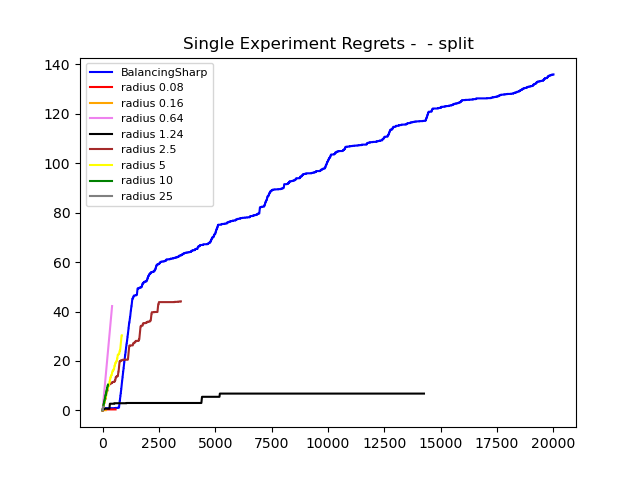 Single Experiment Regrets -  - split
140
120
100
80
60
40
20
0
BalancingSharp
radius 0.08
radius 0.16
radius 0.64
radius 1.24
radius 2.5
radius 5
radius 10
radius 25
0 2500 5000 7500 10000 12500 15000 17500 20000